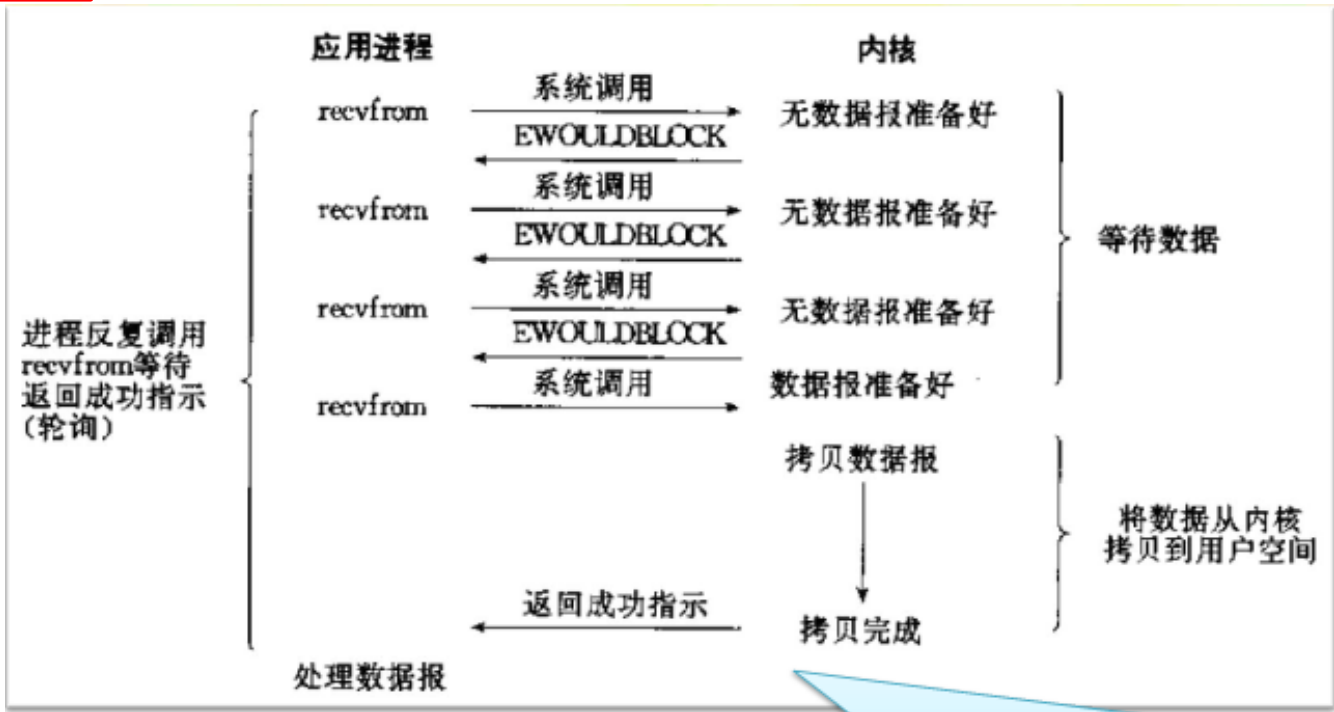 应用进程
内核
recvfrom
系统调用
无数据报准备好
EWOULDBLOCK
recvfrom
系统调用
无数据报准备好
EWOULDBLOCK
等待数据
recvfrom
系统调用
无数据报准备好
EWOULDBLOCK
进程反复调用
recvfrom等待
返回成功指示
(轮询)
recvfrom
系统调用
数据报准备好
拷贝数据报
将数据从内核
拷贝到用户空间
返回成功指示
拷贝完成
处理数据报